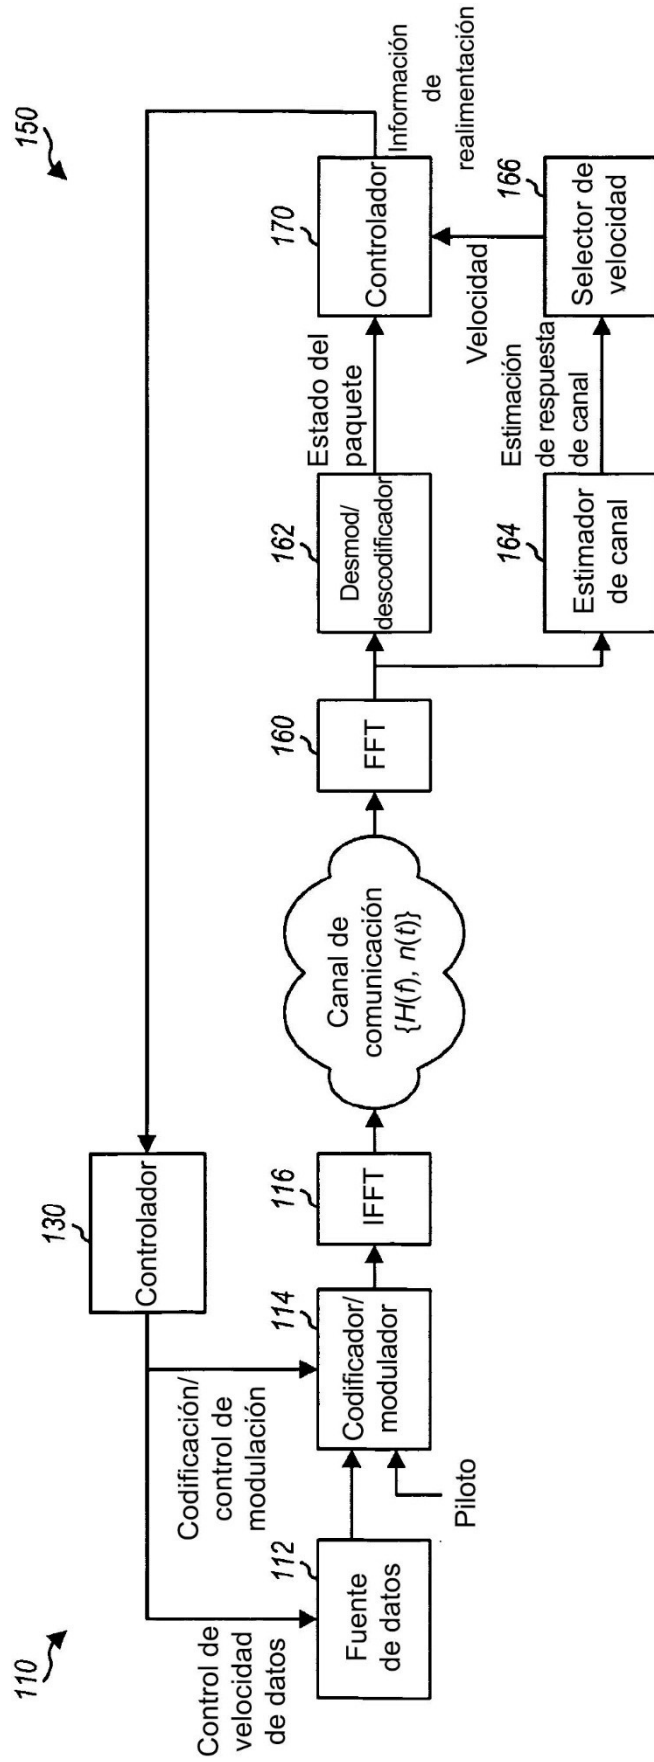 110
150
130
Controlador
Control de
velocidad
de datos
Codificación/
control de
modulación
112
Fuente
de datos
Piloto
114
Codificador/
modulador
116
IFFT
Canal de
comunicación
{H(f), n(t)}
160
FFT
162
Desmod/
descodificador
Estado del
paquete
170
Controlador
Información
de
realimentación
Velocidad
164
Estimador
de canal
Estimación
de respuesta
de canal
166
Selector de
velocidad